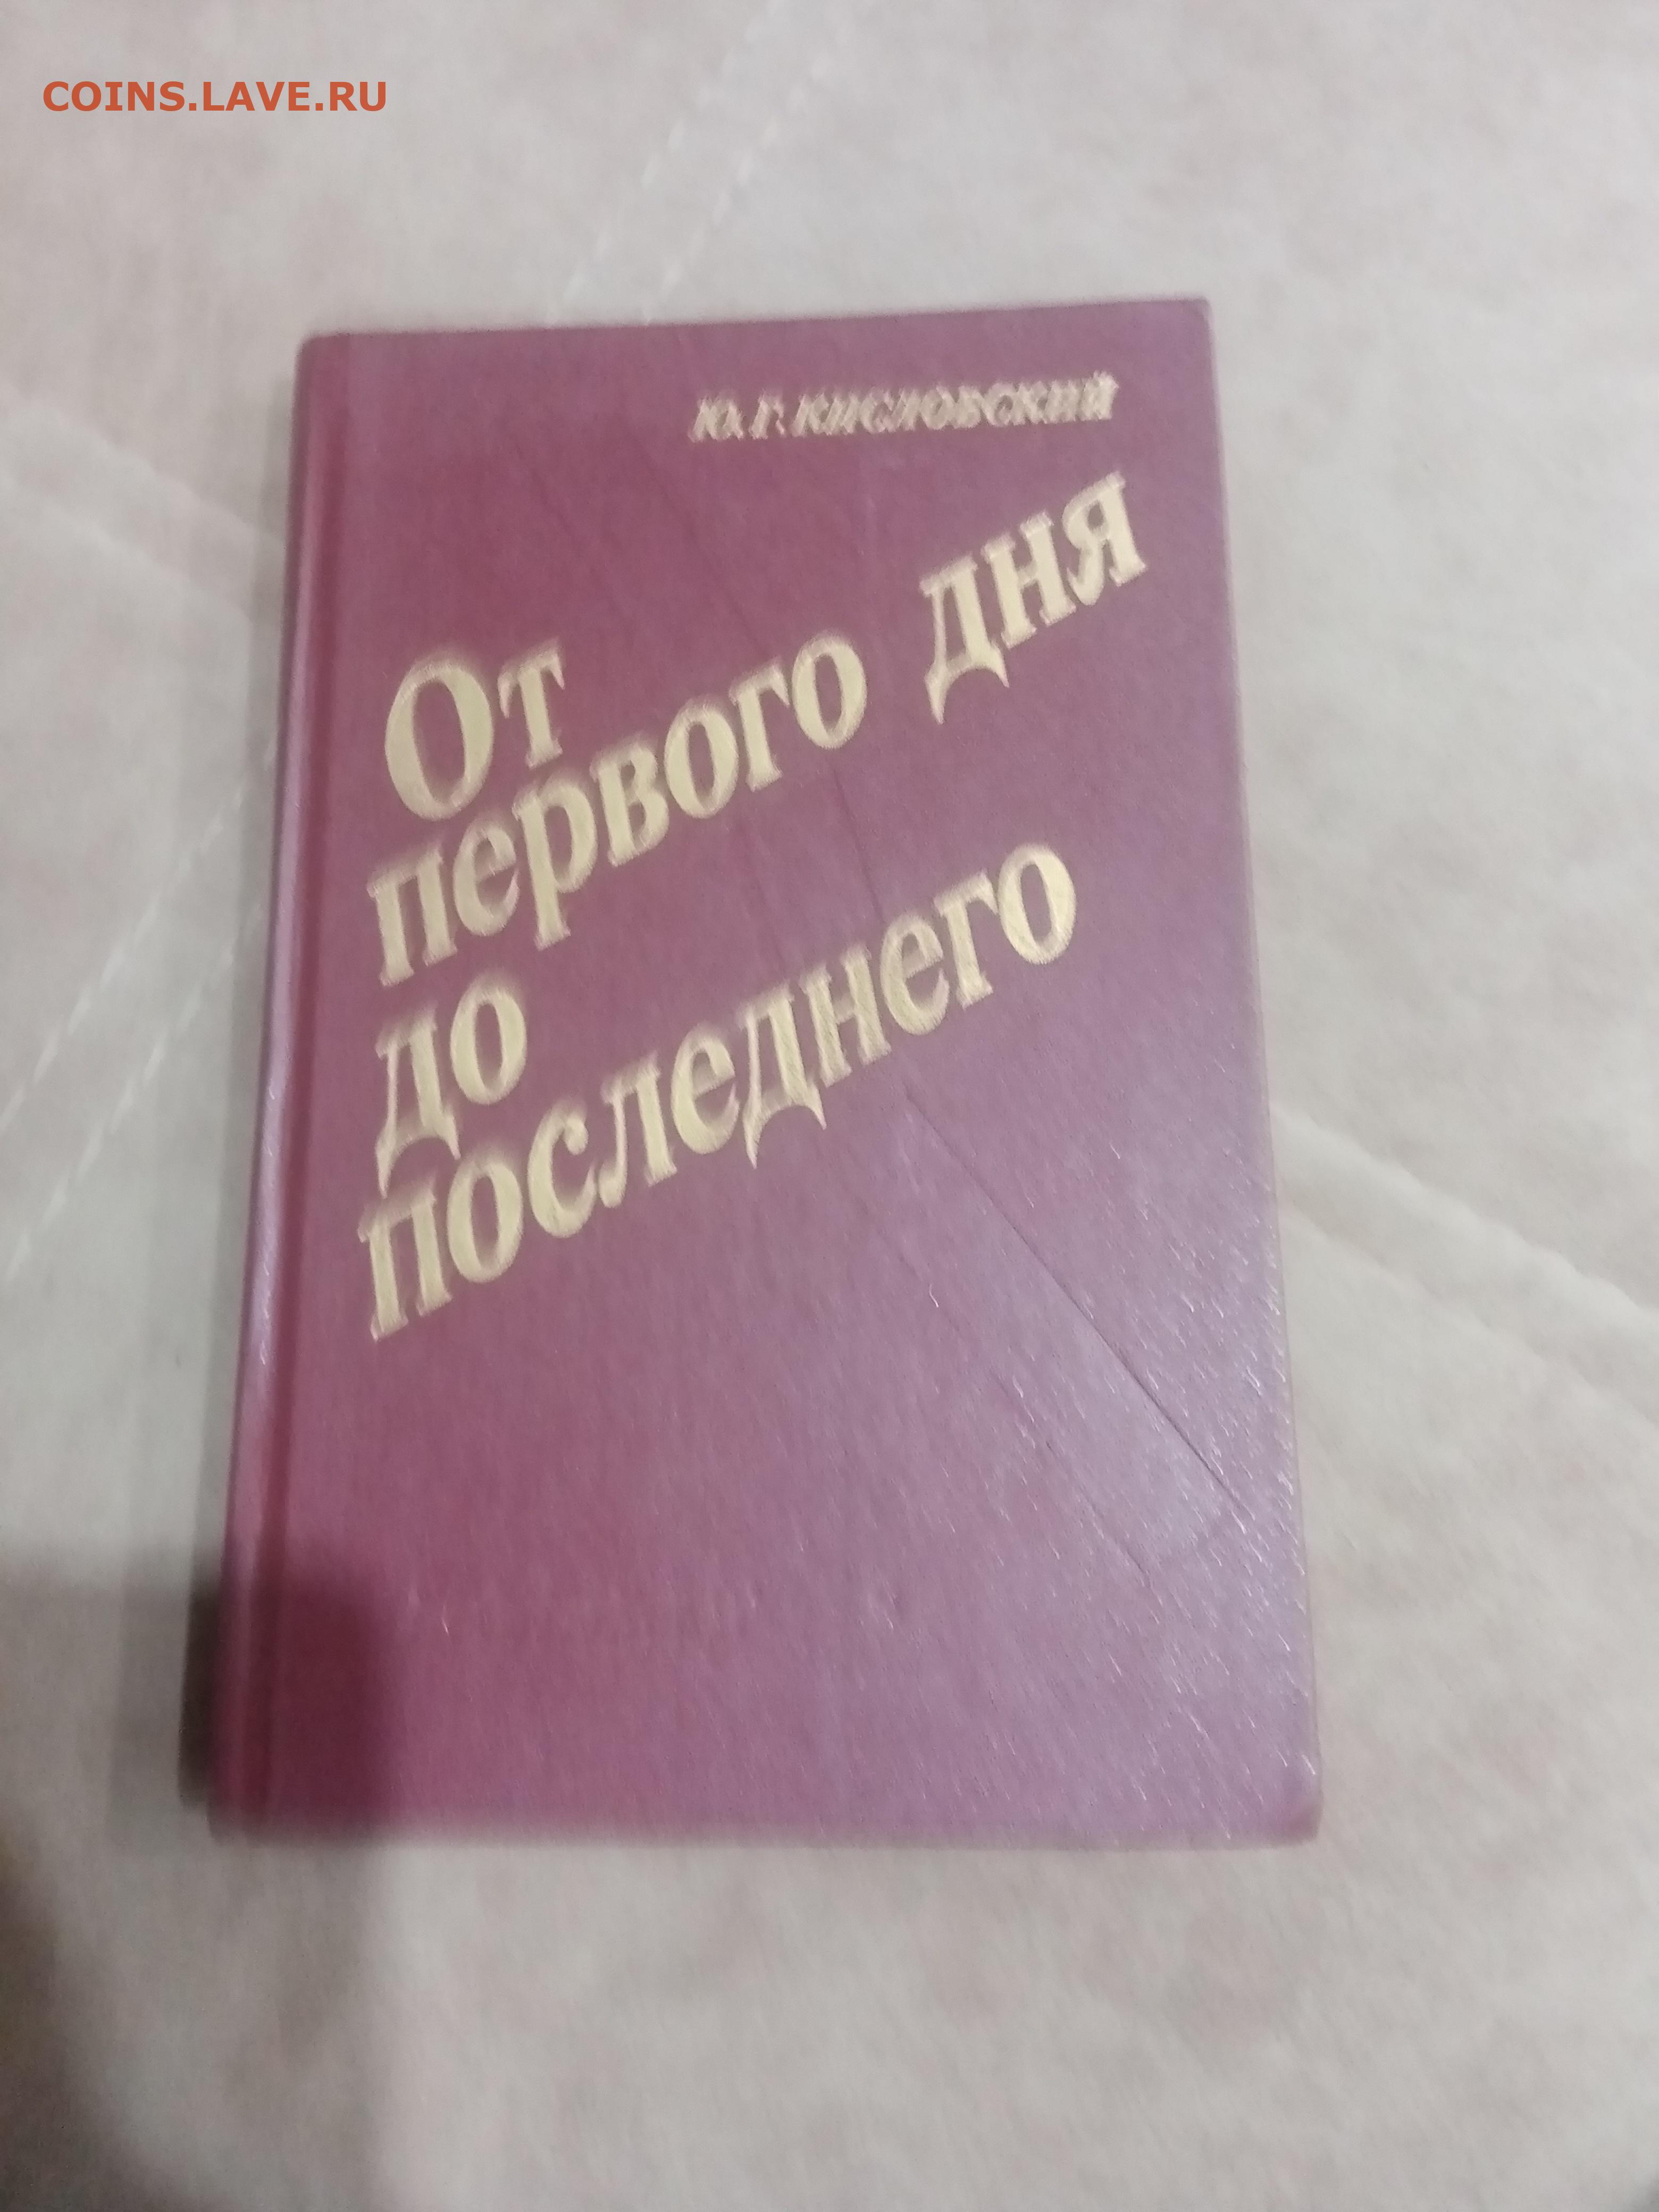 COINS.LAVE.RU
Ю. Г. КИСЛОВСКИЙ
От
первого дня
до
последнего